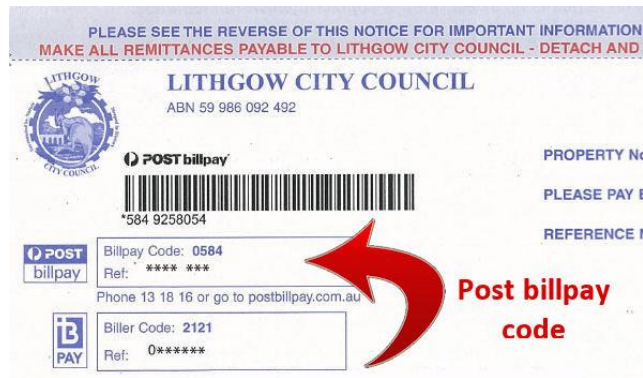 PLEASE SEE THE REVERSE OF THIS NOTICE FOR IMPORTANT INFORMATION
MAKE ALL REMITTANCES PAYABLE TO LITHGOW CITY COUNCIL - DETACH AND
LITHGOW
CITY COUNCIL
LITHGOW CITY COUNCIL
ABN 59 986 092 492
POST billpay
*584 9258054
PROPERTY No
PLEASE PAY B
REFERENCE N
POST
billpay
Billpay Code: 0584
Ref: **** ***
Phone 13 18 16 or go to postbillpay.com.au
B
PAY
Biller Code: 2121
Ref: 0******
Post billpay
code